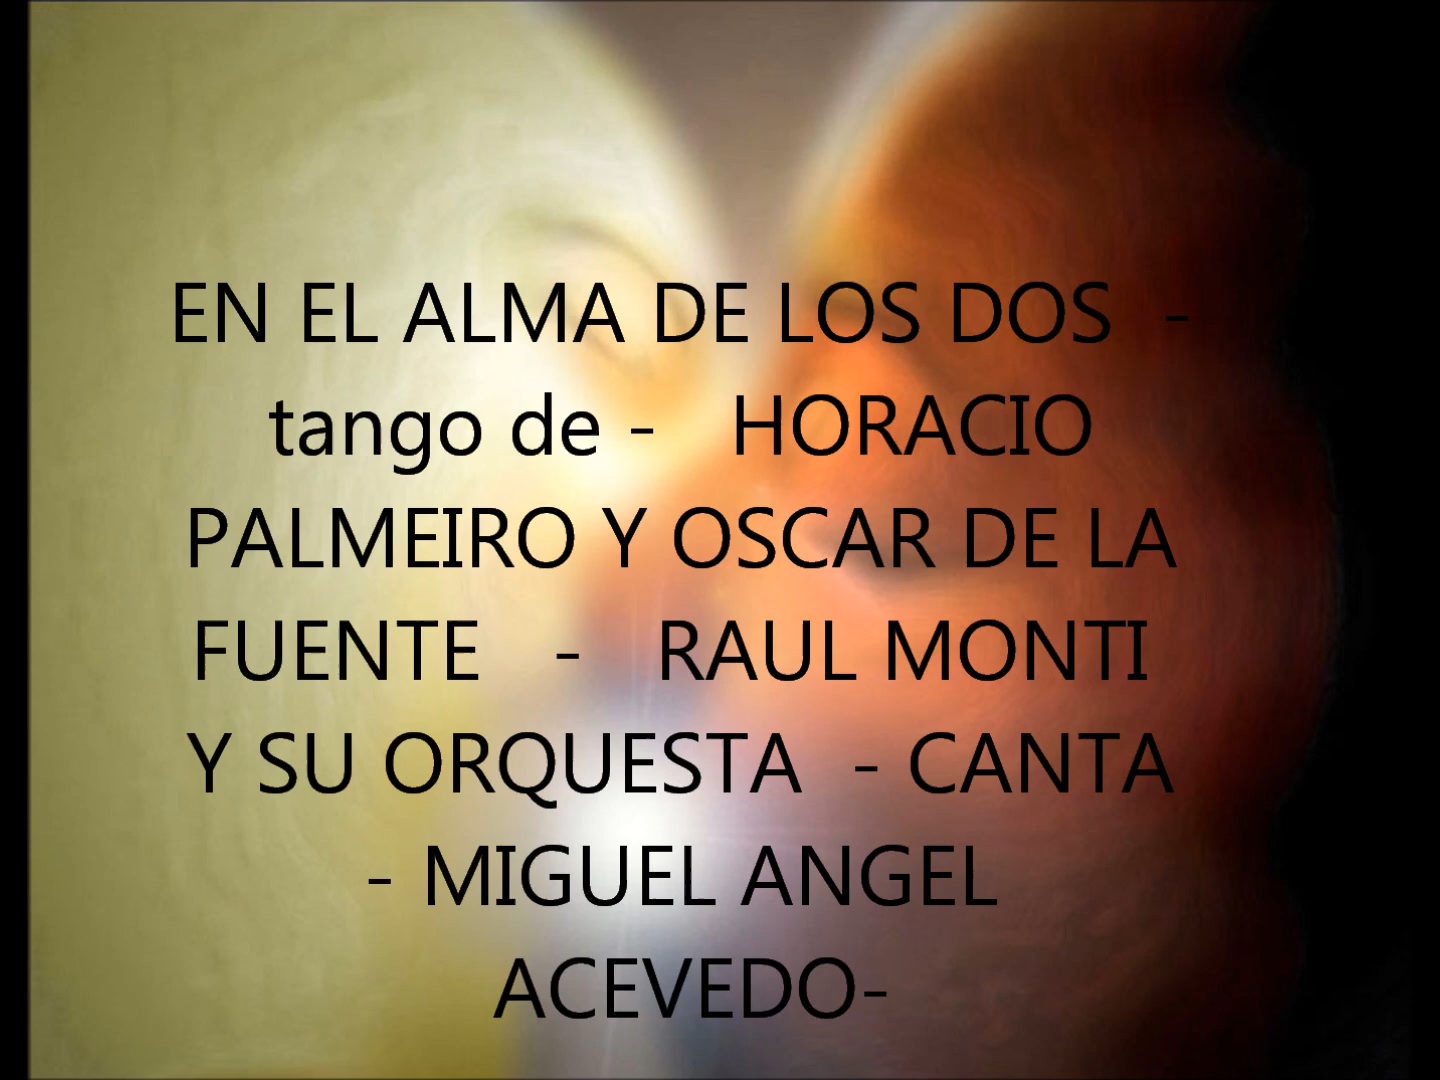 EN EL ALMA DE LOS DOS  -
tango de -   HORACIO
PALMEIRO Y OSCAR DE LA
FUENTE   -   RAUL MONTI
Y SU ORQUESTA  - CANTA
- MIGUEL ANGEL
ACEVEDO-